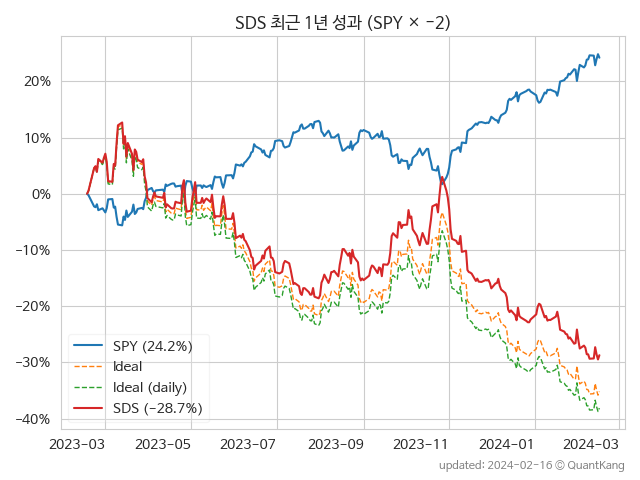 SDS 최근 1년 성과 (SPY × −2)
20%
10%
0%
−10%
−20%
−30%
−40%
SPY (24.2%)
Ideal
Ideal (daily)
SDS (−28.7%)
2023−03 2023−05 2023−07 2023−09 2023−11 2024−01 2024−03
updated: 2024−02−16 © QuantKang